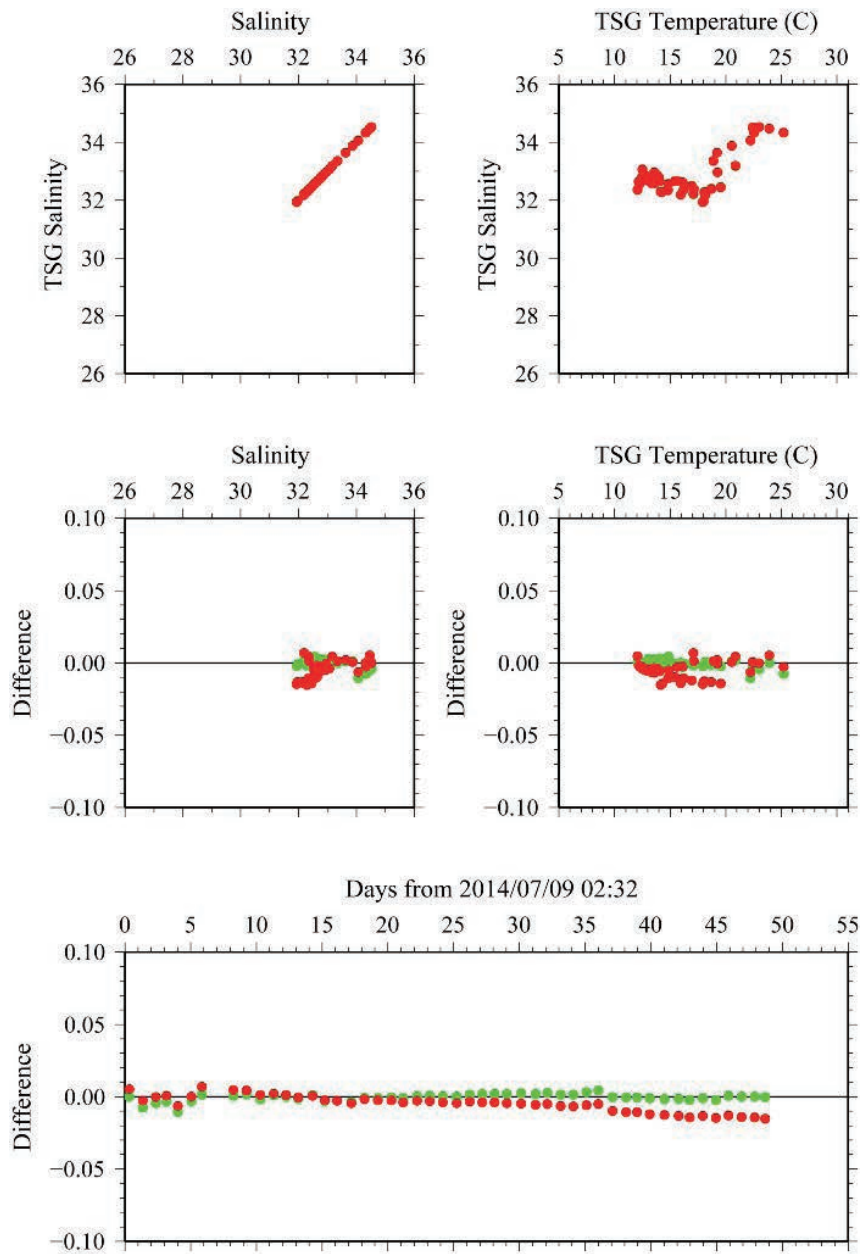 Salinity TSG Temperature (C)
26 28 30 32 34 36 5 10 15 20 25 30
36 36
34 34
32 32
30 30
28 28
26 26
TSG Salinity TSG Salinity
Salinity TSG Temperature (C)
26 28 30 32 34 36 5 10 15 20 25 30
0.10 0.10
0.05 0.05
0.00 0.00
−0.05 −0.05
−0.10 −0.10
Difference Difference
Days from 2014/07/09 02:32
0 5 10 15 20 25 30 35 40 45 50 55
0.10
0.05
0.00
−0.05
−0.10
Difference